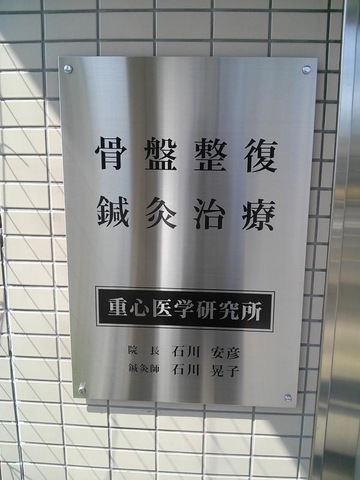 骨盤整復
鍼灸治療
重心医学研究所
院長 石川 安彦
鍼灸師 石川 晃子